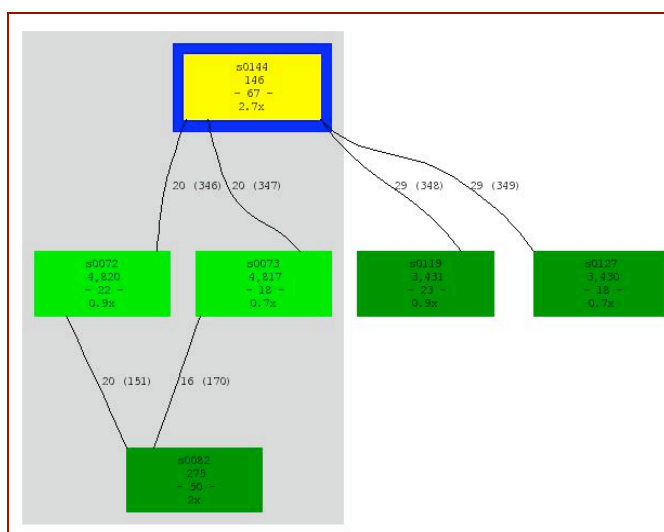 s0144
146
- 67 -
2.7x
20 (346)
20 (347)
29 (348)
29 (349)
s0072
4,820
- 22 -
0.9x
s0073
4,817
- 18 -
0.7x
s0119
3,431
- 23 -
0.9x
s0127
3,430
- 18 -
0.7x
20 (151)
16 (170)
s0082
275
- 50 -
2x